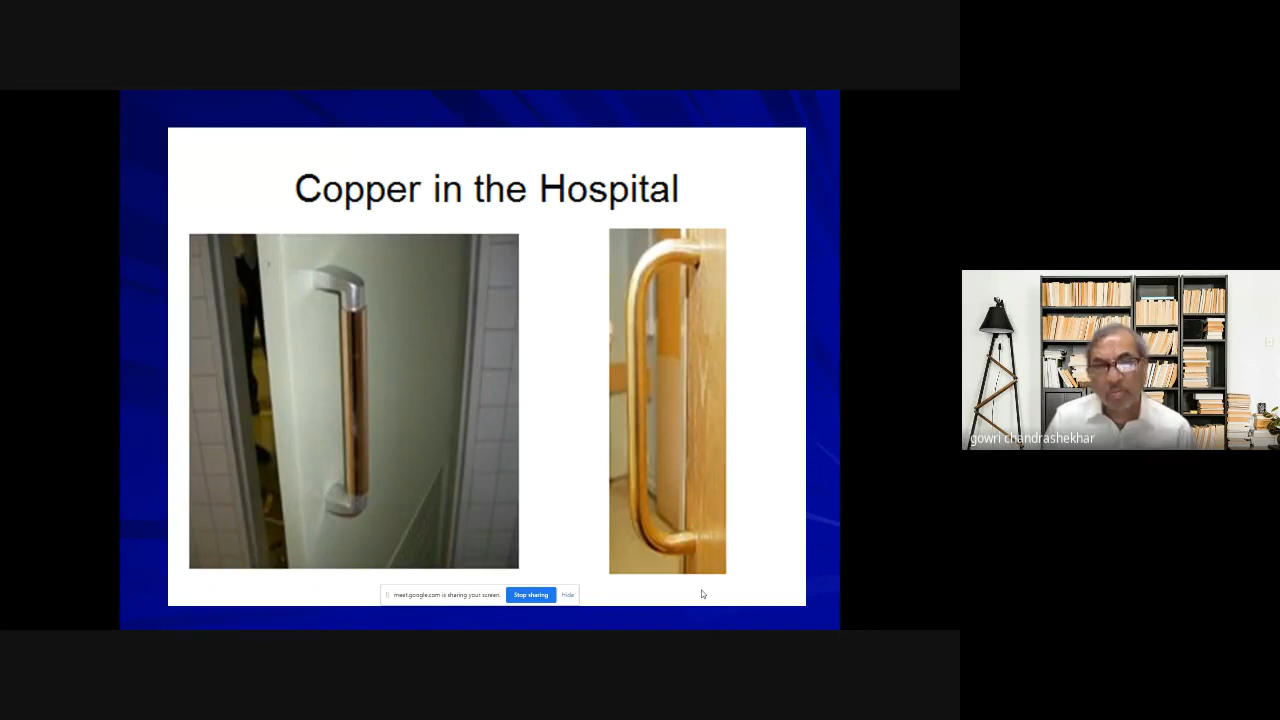 Copper in the Hospital
meet.google.com is sharing your screen.
Stop sharing
Hide
gowri chandrashekhar